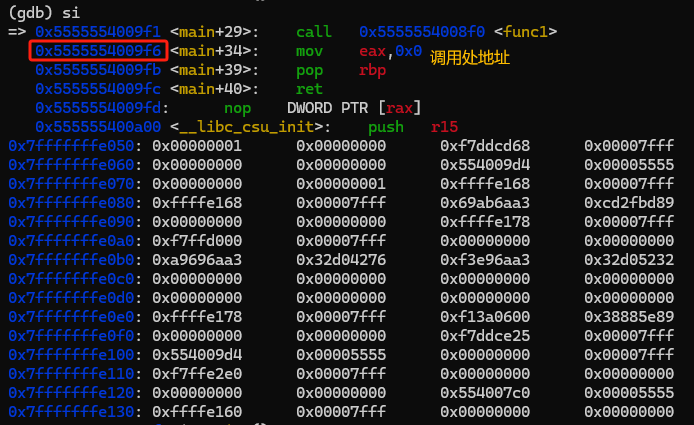 (gdb) si
=> 0x5555554009f1 <main+29>: call 0x5555554008f0 <func1>
0x5555554009f6 <main+34>: mov eax,0x0 调用处地址
0x5555554009fb <main+39>: pop rbp
0x5555554009fc <main+40>: ret
0x5555554009fd: nop DWORD PTR [rax]
0x555555400a00 <__libc_csu_init>: push r15
0x7fffffffe050: 0x00000001 0x00000000 0xf7ddcd68 0x00007fff
0x7fffffffe060: 0x00000000 0x00000000 0x554009d4 0x00005555
0x7fffffffe070: 0x00000000 0x00000001 0xffffe168 0x00007fff
0x7fffffffe080: 0xffffe168 0x00007fff 0x69ab6aa3 0xcd2fbd89
0x7fffffffe090: 0x00000000 0x00000000 0xffffe178 0x00007fff
0x7fffffffe0a0: 0xf7ffd000 0x00007fff 0x00000000 0x00000000
0x7fffffffe0b0: 0xa9696aa3 0x32d04276 0xf3e96aa3 0x32d05232
0x7fffffffe0c0: 0x00000000 0x00000000 0x00000000 0x00000000
0x7fffffffe0d0: 0x00000000 0x00000000 0x00000000 0x00000000
0x7fffffffe0e0: 0xffffe178 0x00007fff 0xf13a0600 0x38885e89
0x7fffffffe0f0: 0x00000000 0x00000000 0xf7ddce25 0x00007fff
0x7fffffffe100: 0x554009d4 0x00005555 0x00000000 0x00007fff
0x7fffffffe110: 0xf7ffe2e0 0x00007fff 0x00000000 0x00000000
0x7fffffffe120: 0x00000000 0x00000000 0x554007c0 0x00005555
0x7fffffffe130: 0xffffe160 0x00007fff 0x00000000 0x00000000